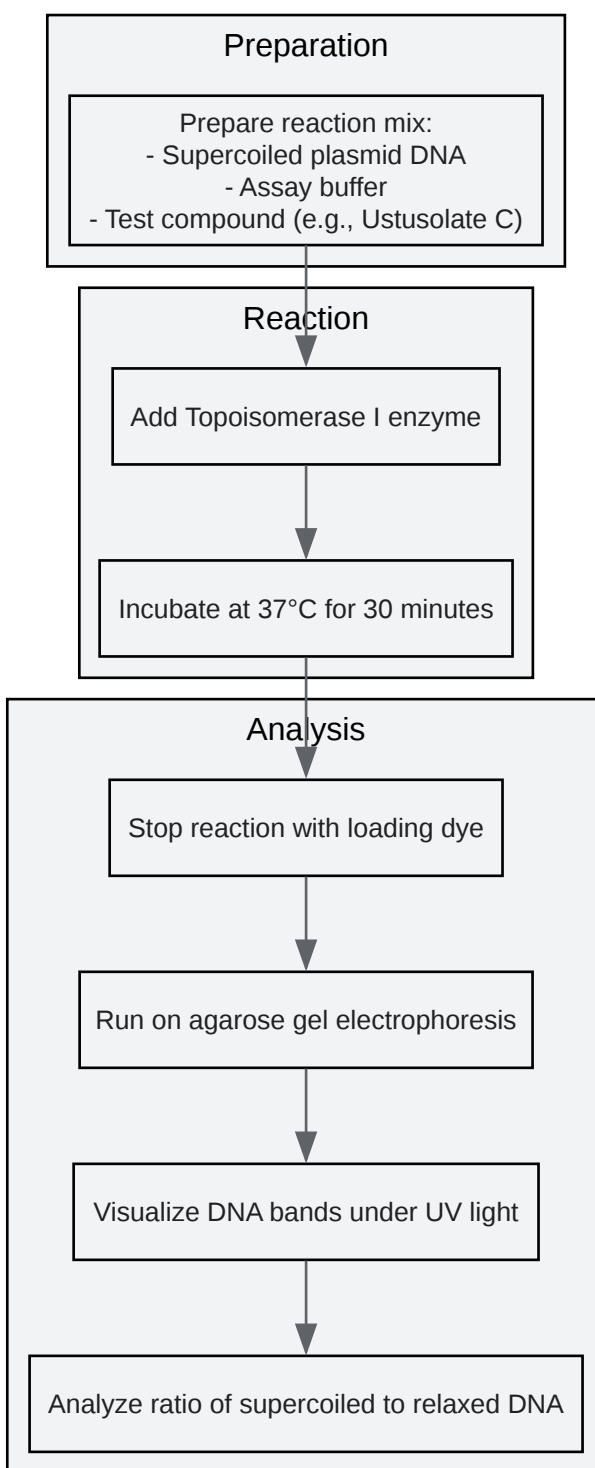 Preparation
Prepare reaction mix:
- Supercoiled plasmid DNA
- Assay buffer
- Test compound (e.g., Ustusolate C)
Reaction
Add Topoisomerase I enzyme
Incubate at 37°C for 30 minutes
Analysis
Stop reaction with loading dye
Run on agarose gel electrophoresis
Visualize DNA bands under UV light
Analyze ratio of supercoiled to relaxed DNA